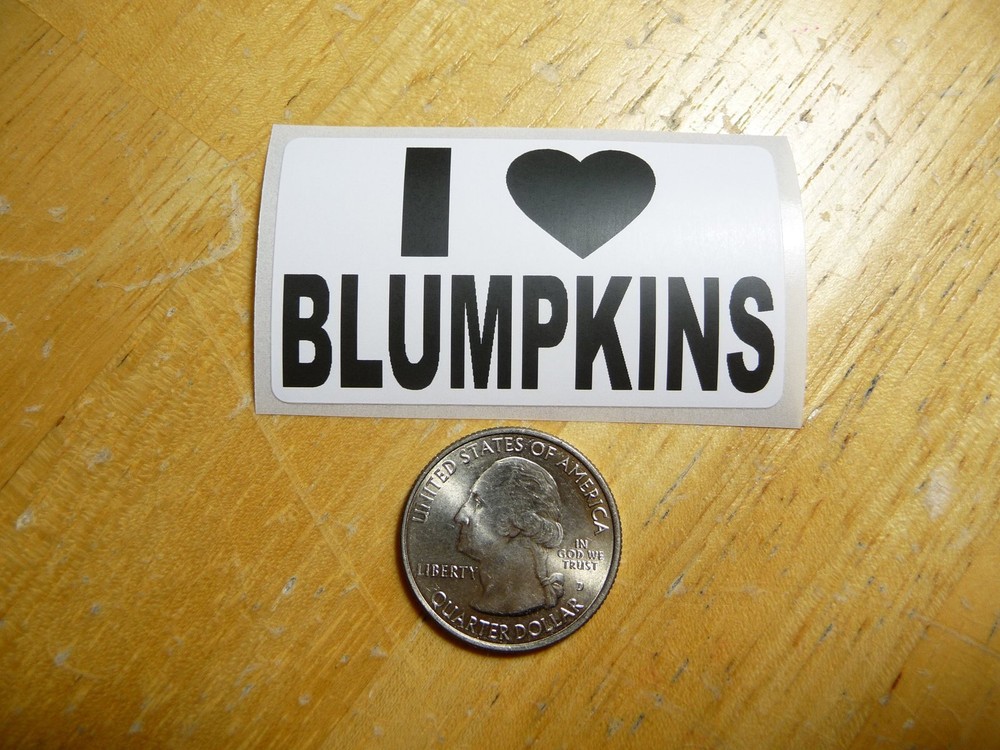 I ♥
BLUMPKINS
UNITED STATES OF AMERICA
LIBERTY
IN
GOD WE
TRUST
QUARTER DOLLAR